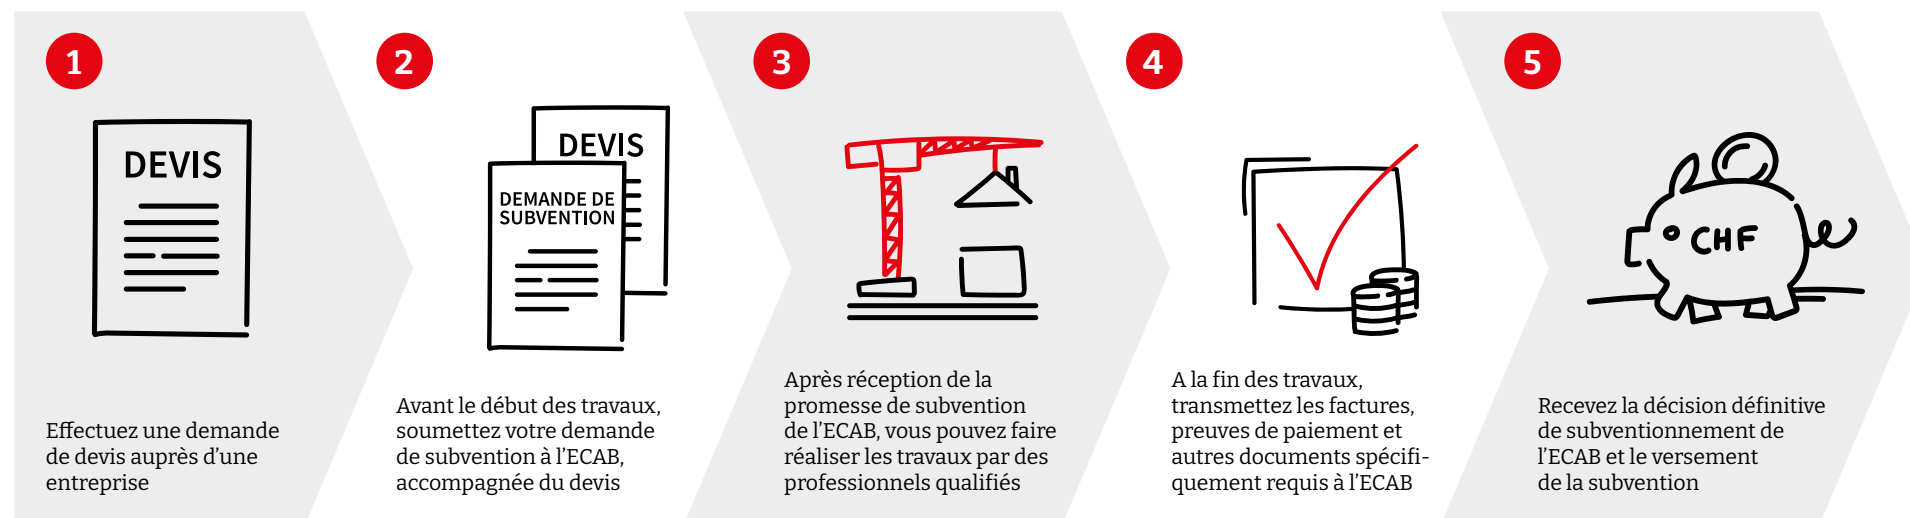 1
DEVIS
Effectuez une demande
de devis auprès d’une
entreprise
2
DEVIS
DEMANDE DE
SUBVENTION
Avant le début des travaux,
soumettez votre demande
de subvention à l’ECAB,
accompagnée du devis
3
Après réception de la
promesse de subvention
de l’ECAB, vous pouvez faire
réaliser les travaux par des
professionnels qualifiés
4
A la fin des travaux,
transmettez les factures,
preuves de paiement et
autres documents spécifi-
quement requis à l’ECAB
5
CHF
Recevez la décision définitive
de subventionnement de
l’ECAB et le versement
de la subvention